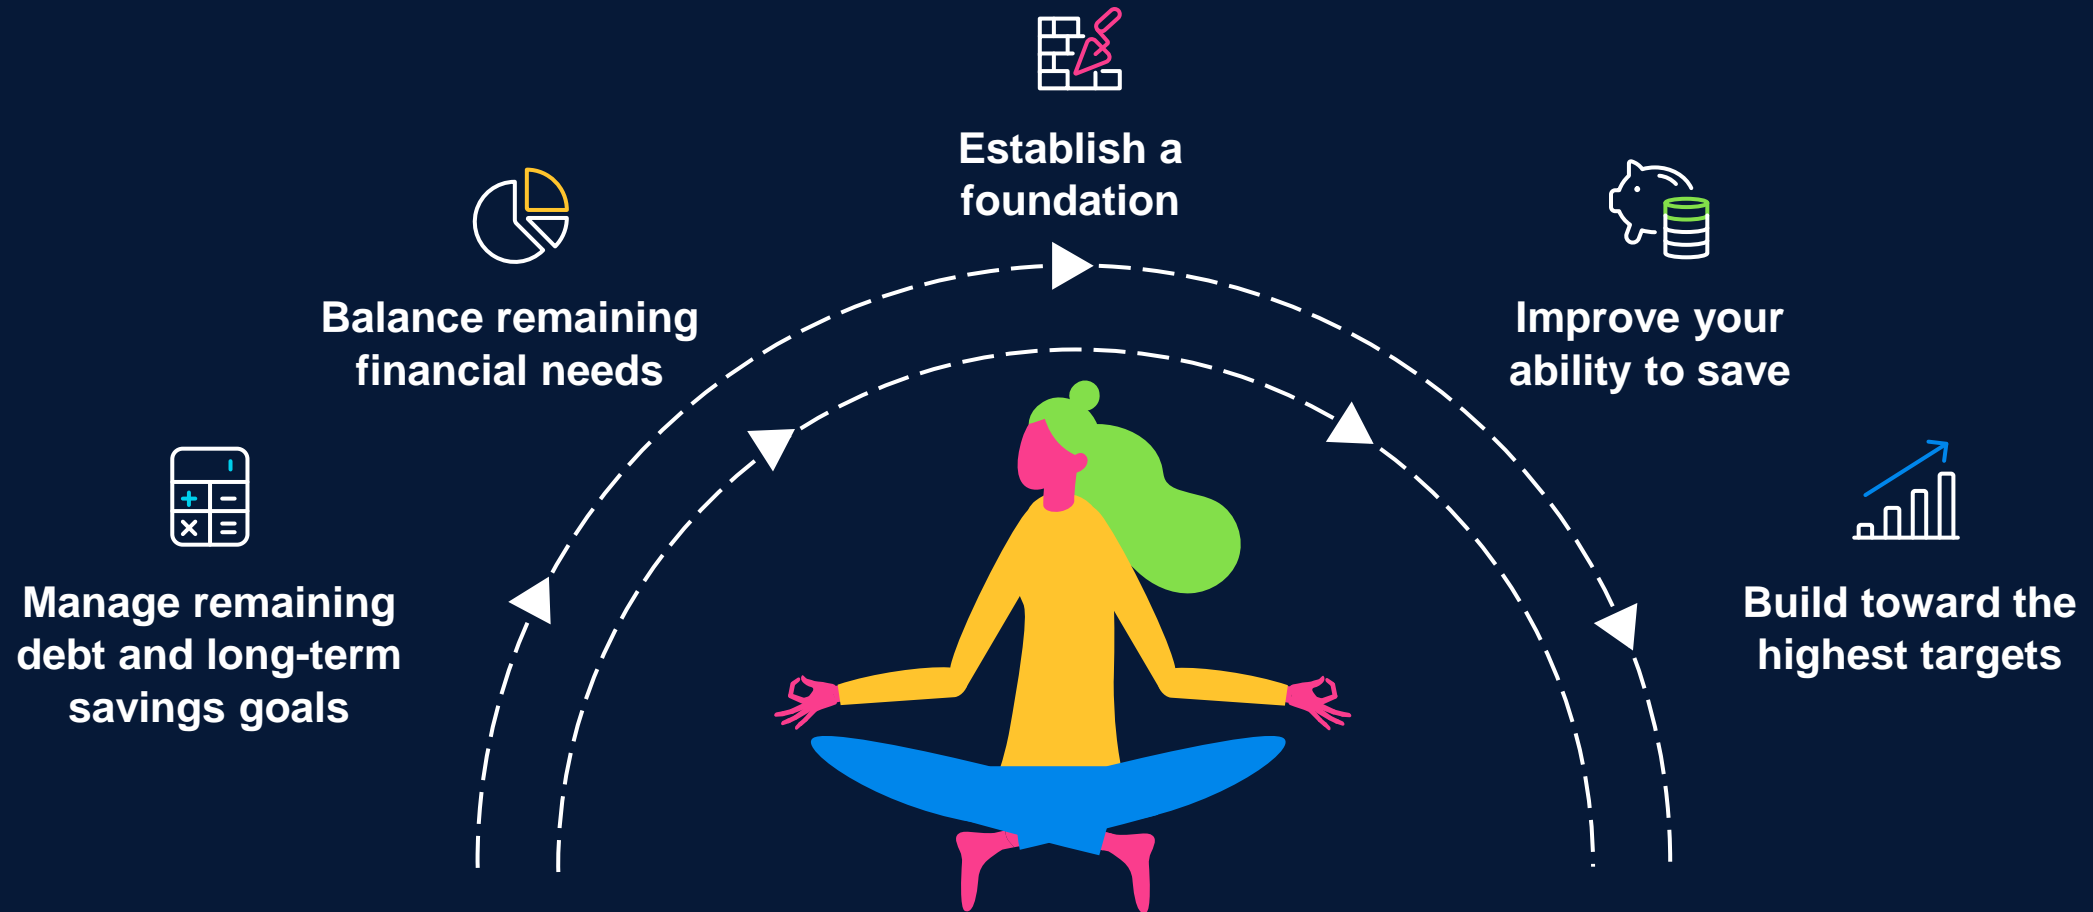 Establish a
foundation
Balance remaining
financial needs
Improve your
ability to save
Manage remaining
debt and long-term
savings goals
Build toward the
highest targets